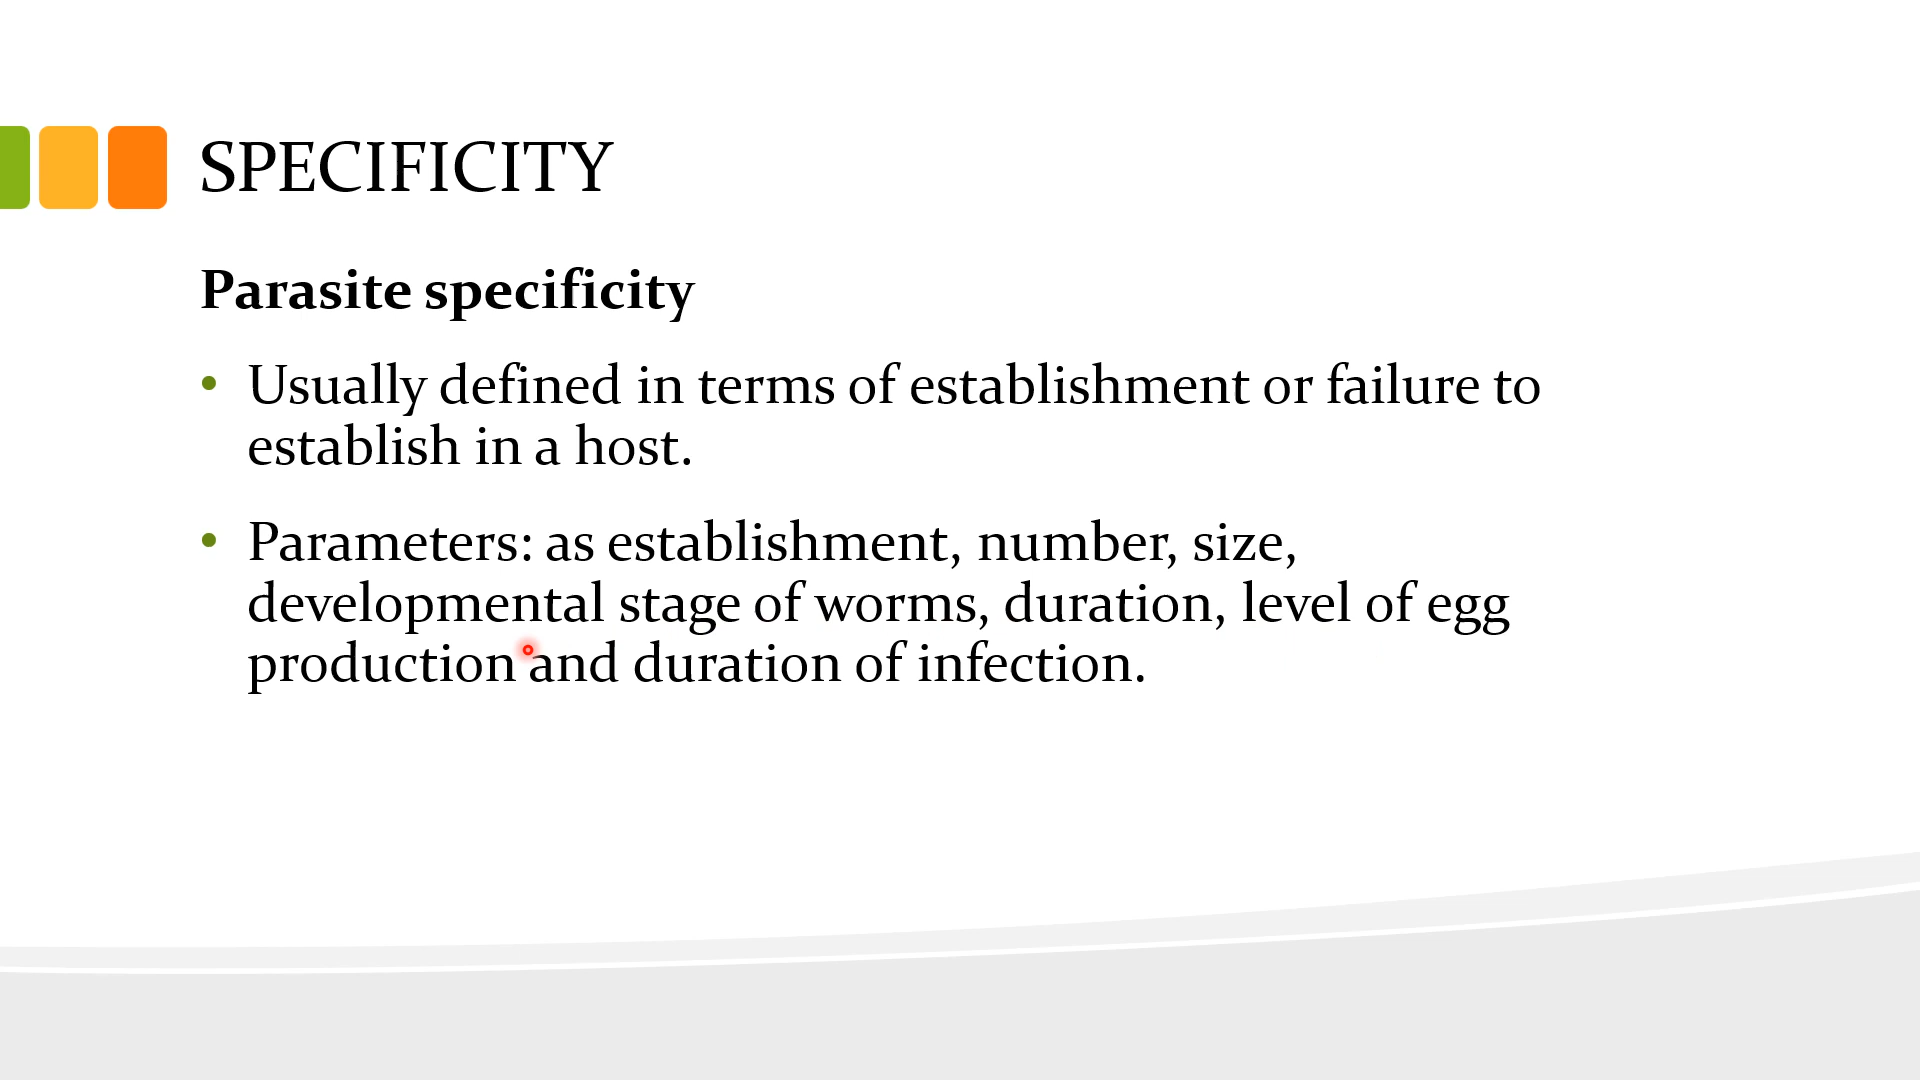 SPECIFICITY
Parasite specificity
• Usually defined in terms of establishment or failure to
establish in a host.
• Parameters: as establishment, number, size,
developmental stage of worms, duration, level of egg
production and duration of infection.